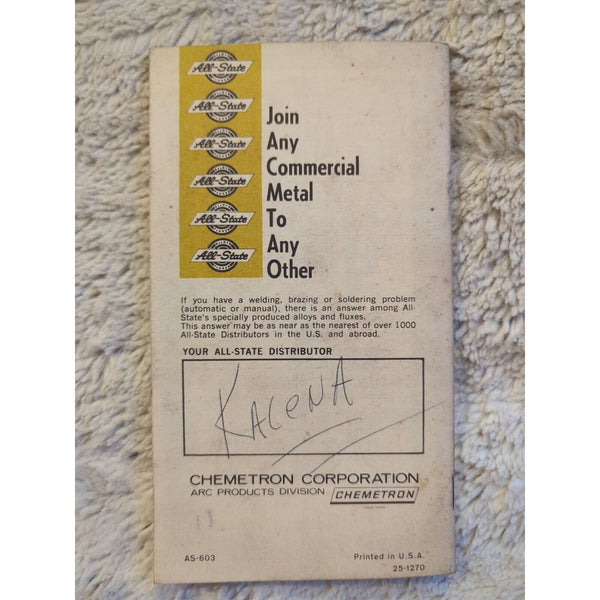 All-State
All-State
All-State
All-State
All-State
All-State
Join
Any
Commercial
Metal
To
Any
Other
If you have a welding, brazing or soldering problem
(automatic or manual), there is an answer among All-
State's specially produced alloys and fluxes.
This answer may be as near as the nearest of over 1000
All-State Distributors in the U.S. and abroad.
YOUR ALL-STATE DISTRIBUTOR
KACENA
CHEMETRON CORPORATION
ARC PRODUCTS DIVISION CHEMETRON
AS-603 Printed in U.S.A.
25-1270